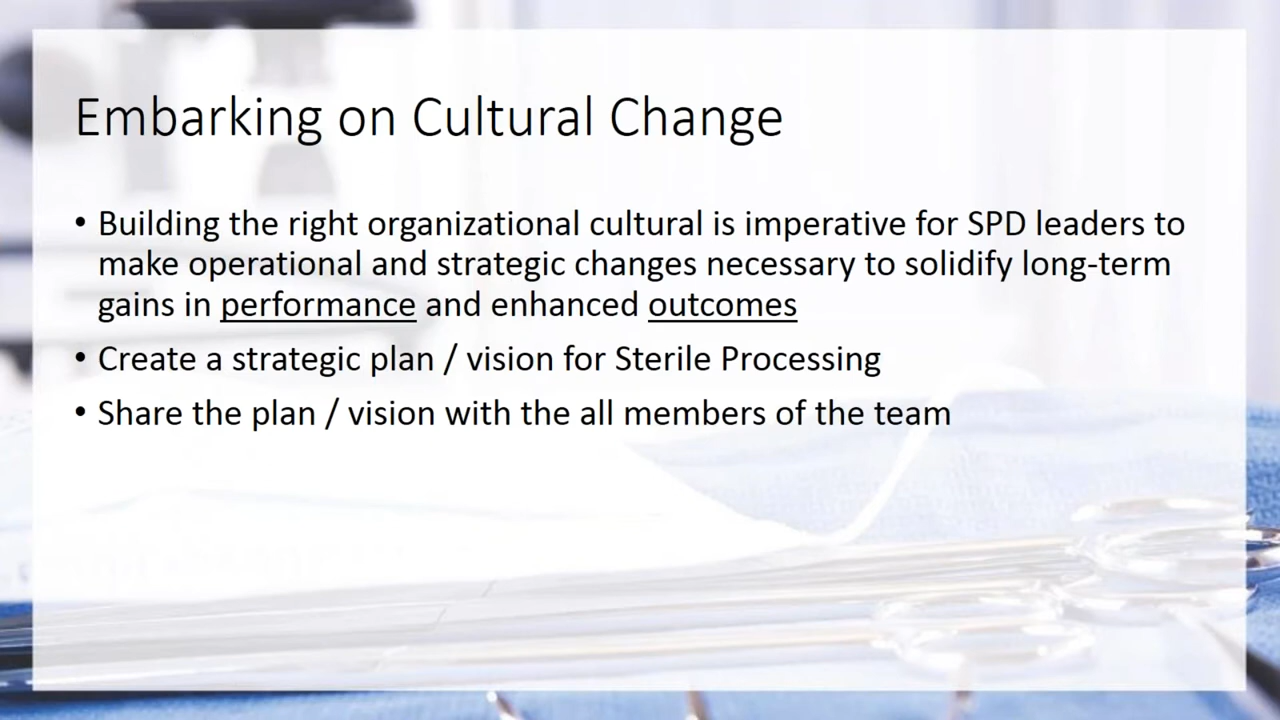 Embarking on Cultural Change
• Building the right organizational cultural is imperative for SPD leaders to
make operational and strategic changes necessary to solidify long-term
gains in performance and enhanced outcomes
• Create a strategic plan / vision for Sterile Processing
• Share the plan / vision with the all members of the team